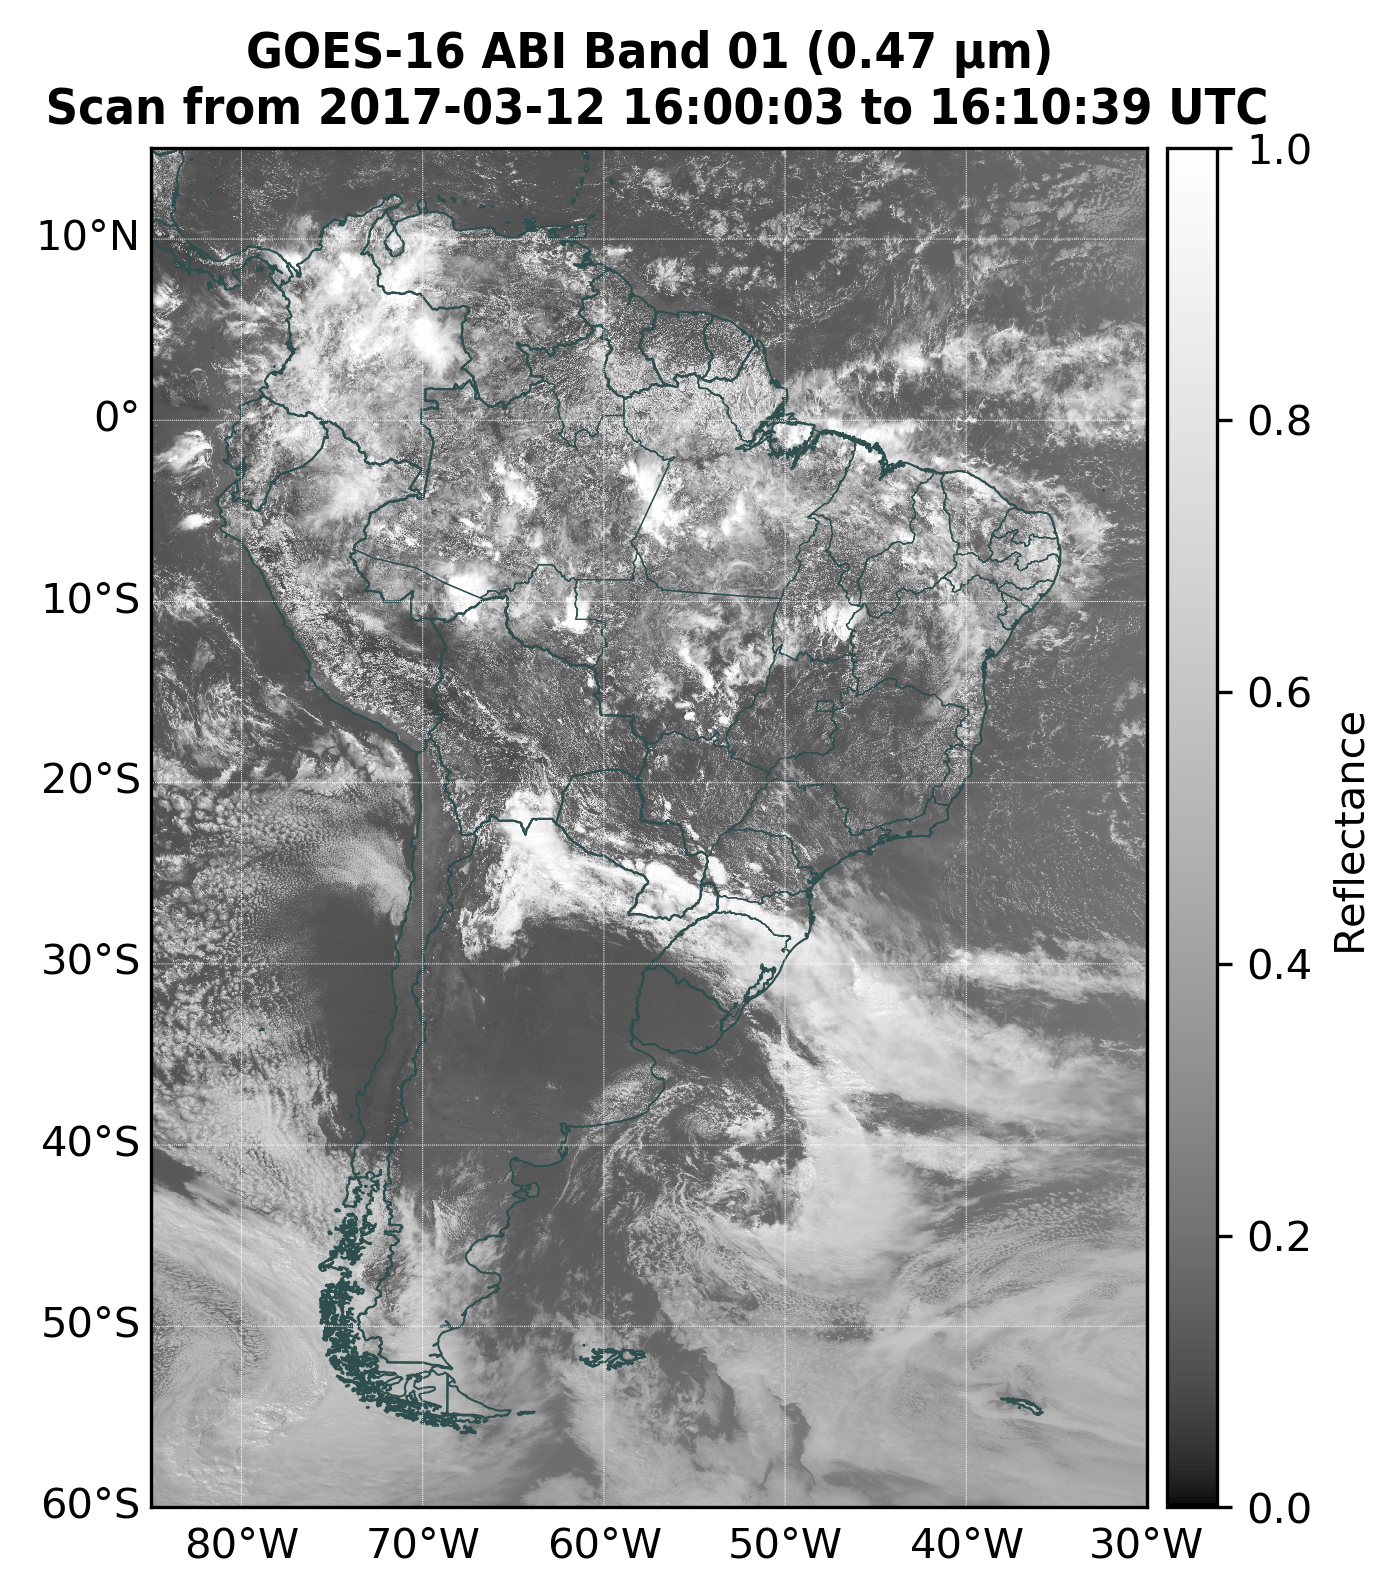 GOES-16 ABI Band 01 (0.47 µm)
Scan from 2017-03-12 16:00:03 to 16:10:39 UTC
10°N
0°
10°S
20°S
30°S
40°S
50°S
60°S
80°W 70°W 60°W 50°W 40°W 30°W
1.0
0.8
0.6
0.4
0.2
0.0
Reflectance